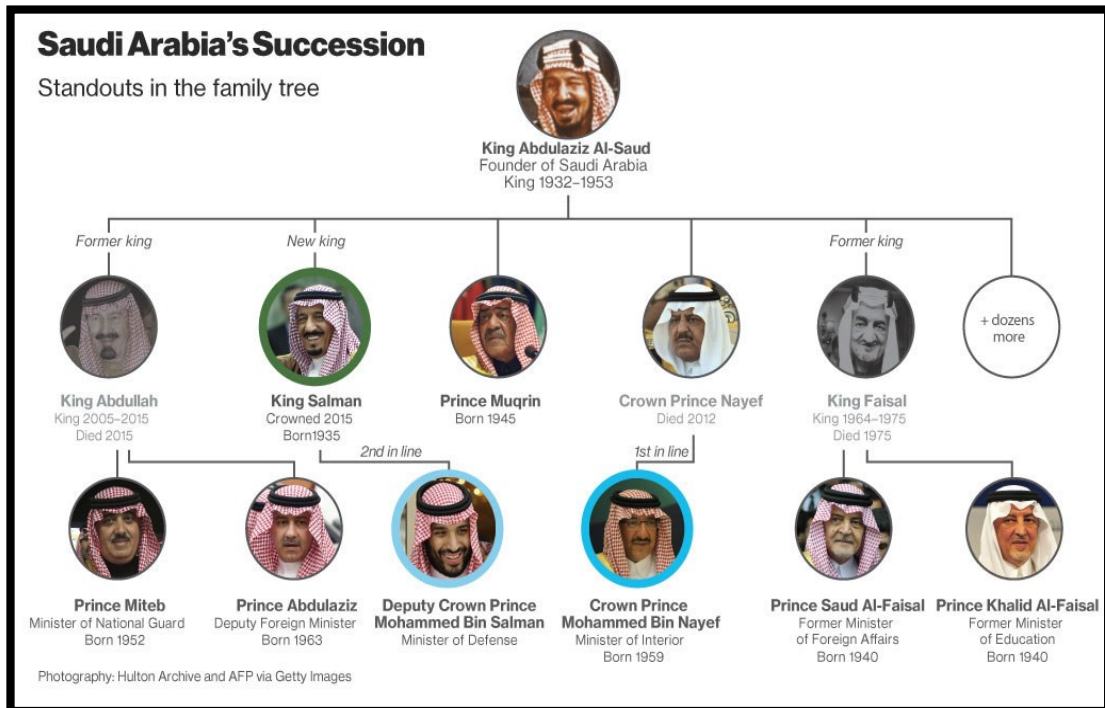 Saudi Arabia's Succession
Standouts in the family tree
King Abdulaziz Al-Saud
Founder of Saudi Arabia
King 1932–1953
Former king
New king
Former king
King Abdullah
King 2005–2015
Died 2015
King Salman
Crowned 2015
Born1935
Prince Muqrin
Born 1945
Crown Prince Nayef
Died 2012
King Faisal
King 1964–1975
Died 1975
+ dozens
more
2nd in line
1st in line
Prince Miteb
Minister of National Guard
Born 1952
Prince Abdulaziz
Deputy Foreign Minister
Born 1963
Deputy Crown Prince
Mohammed Bin Salman
Minister of Defense
Crown Prince
Mohammed Bin Nayef
Minister of Interior
Born 1959
Prince Saud Al-Faisal
Former Minister
of Foreign Affairs
Born 1940
Prince Khalid Al-Faisal
Former Minister
of Education
Born 1940
Photography: Hulton Archive and AFP via Getty Images